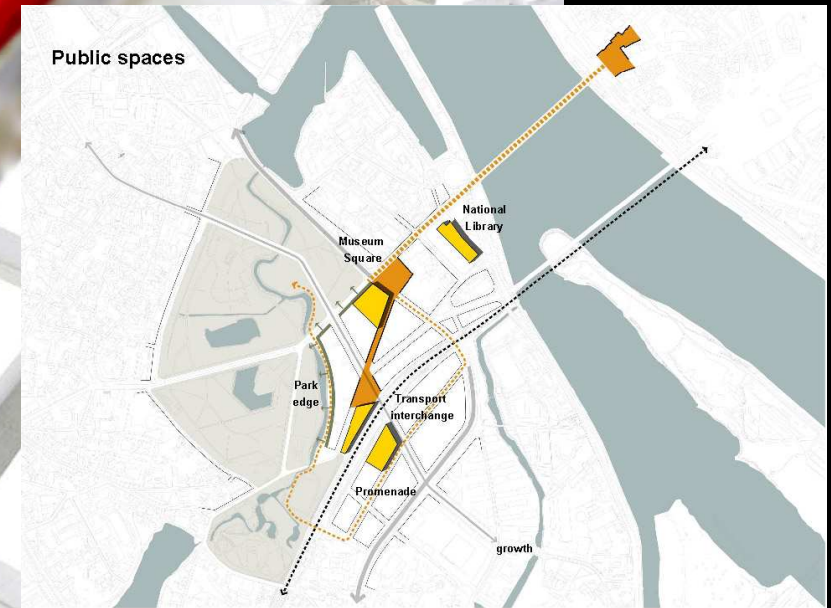 Public spaces
National
Library
Museum
Square
Park
edge
Transport
interchange
Promenade
growth